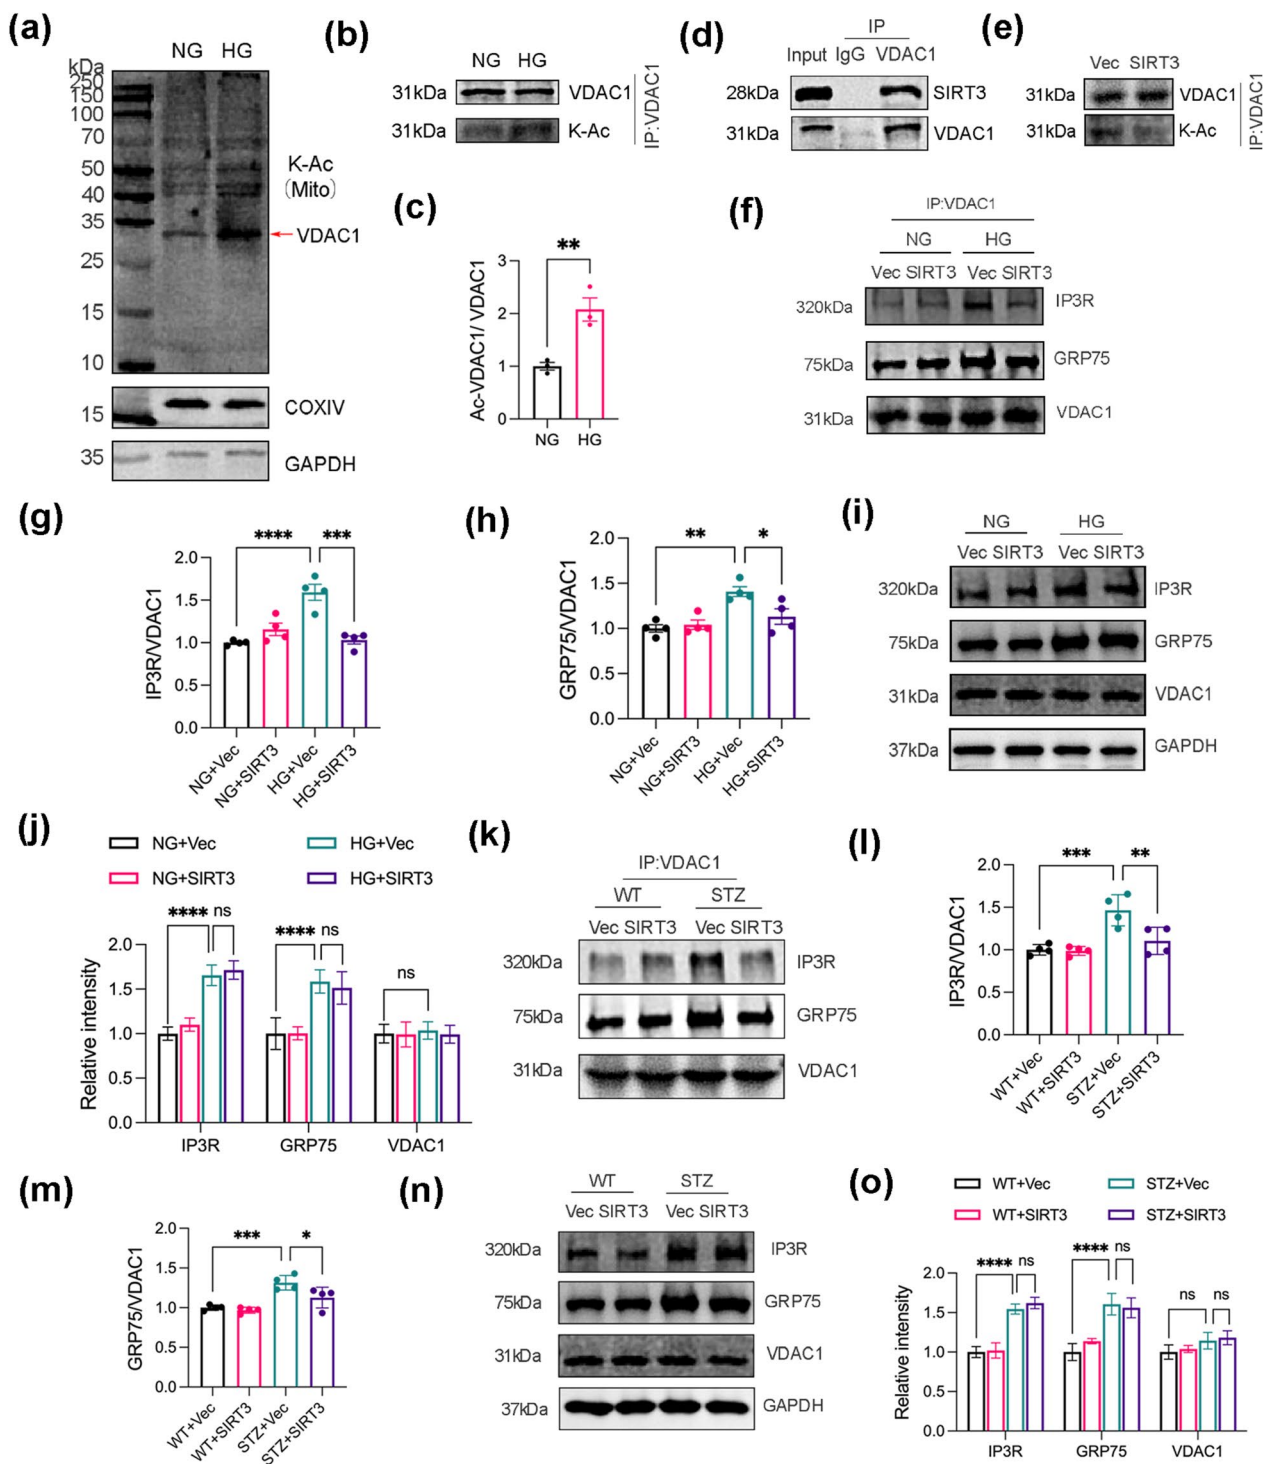 (a)
NG HG
kDa
250
150
100
70
50
40
35
25
15
10
K-Ac
(Mito)
VDAC1
15
COXIV
35
GAPDH
(b)
NG HG
31kDa VDAC1
31kDa K-Ac
IP:VDAC1
(c)
**
Ac-VDAC1/ VDAC1
3
2
1
0
NG HG
(d)
IP
Input IgG VDAC1
28kDa SIRT3
31kDa VDAC1
(e)
Vec SIRT3
31kDa VDAC1
31kDa K-Ac
IP:VDAC1
(f)
IP:VDAC1
NG HG
Vec SIRT3 Vec SIRT3
320kDa IP3R
75kDa GRP75
31kDa VDAC1
(g)
**** ***
IP3R/VDAC1
2.0
1.5
1.0
0.5
0.0
NG+Vec
NG+SIRT3
HG+Vec
HG+SIRT3
(h)
** *
GRP75/VDAC1
2.0
1.5
1.0
0.5
0.0
NG+Vec
NG+SIRT3
HG+Vec
HG+SIRT3
(i)
NG HG
Vec SIRT3 Vec SIRT3
320kDa IP3R
75kDa GRP75
31kDa VDAC1
37kDa GAPDH
(j)
NG+Vec HG+Vec
NG+SIRT3 HG+SIRT3
**** ns
**** ns
ns
Relative intensity
2.0
1.5
1.0
0.5
0.0
IP3R GRP75 VDAC1
(k)
IP:VDAC1
WT STZ
Vec SIRT3 Vec SIRT3
320kDa IP3R
75kDa GRP75
31kDa VDAC1
(l)
*** **
IP3R/VDAC1
2.0
1.5
1.0
0.5
0.0
WT+Vec
WT+SIRT3
STZ+Vec
STZ+SIRT3
(m)
*** *
GRP75/VDAC1
2.0
1.5
1.0
0.5
0.0
WT+Vec
WT+SIRT3
STZ+Vec
STZ+SIRT3
(n)
WT STZ
Vec SIRT3 Vec SIRT3
320kDa IP3R
75kDa GRP75
31kDa VDAC1
37kDa GAPDH
(o)
WT+Vec STZ+Vec
WT+SIRT3 STZ+SIRT3
**** ns
**** ns
ns ns
Relative intensity
2.0
1.5
1.0
0.5
0.0
IP3R GRP75 VDAC1